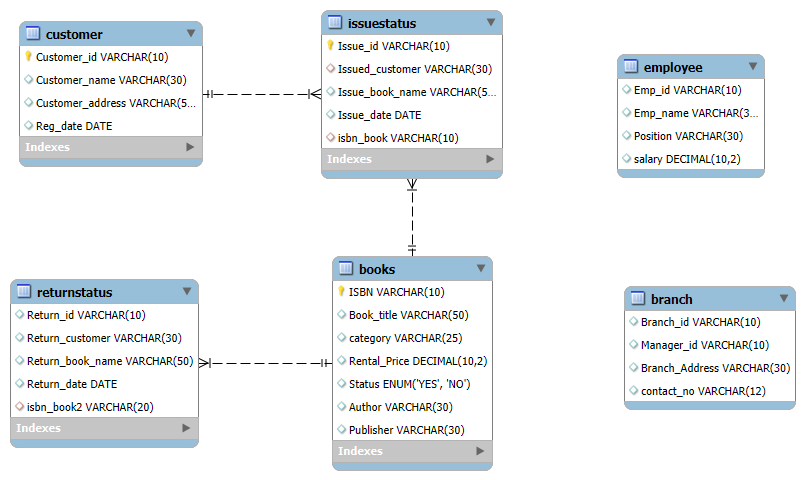 customer
Customer_id VARCHAR(10)
Customer_name VARCHAR(30)
Customer_address VARCHAR(5...
Reg_date DATE
Indexes
issuestatus
Issue_id VARCHAR(10)
Issued_customer VARCHAR(30)
Issue_book_name VARCHAR(5...
Issue_date DATE
isbn_book VARCHAR(10)
Indexes
employee
Emp_id VARCHAR(10)
Emp_name VARCHAR(3...
Position VARCHAR(30)
salary DECIMAL(10,2)
returnstatus
Return_id VARCHAR(10)
Return_customer VARCHAR(30)
Return_book_name VARCHAR(50)
Return_date DATE
isbn_book2 VARCHAR(20)
Indexes
books
ISBN VARCHAR(10)
Book_title VARCHAR(50)
category VARCHAR(25)
Rental_Price DECIMAL(10,2)
Status ENUM('YES', 'NO')
Author VARCHAR(30)
Publisher VARCHAR(30)
Indexes
branch
Branch_id VARCHAR(10)
Manager_id VARCHAR(10)
Branch_Address VARCHAR(30)
contact_no VARCHAR(12)